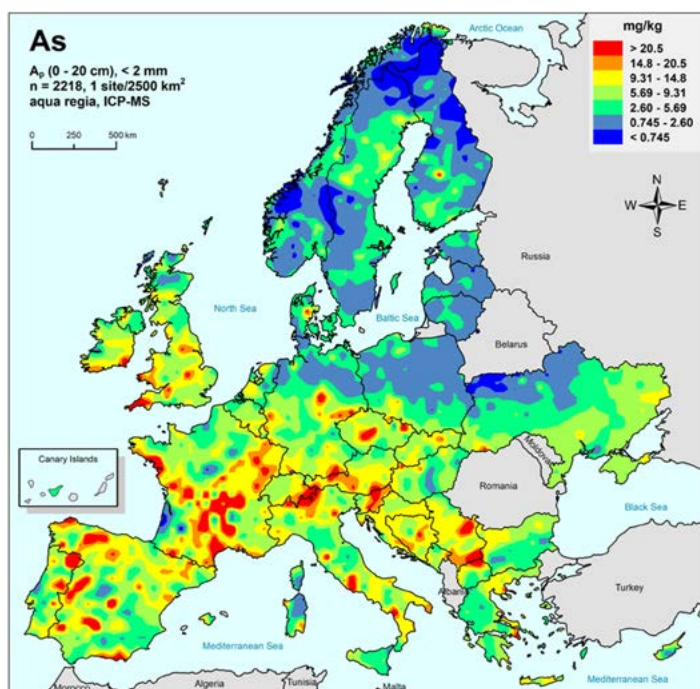 As
Ap (0 - 20 cm), < 2 mm
n = 2218, 1 site/2500 km²
aqua regia, ICP-MS
0 250 500 km
Arctic Ocean
mg/kg
> 20.5
14.8 - 20.5
9.31 - 14.8
5.69 - 9.31
2.60 - 5.69
0.745 - 2.60
< 0.745
N
W E
S
Russia
North Sea
Baltic Sea
Belarus
Canary Islands
Moldova
Romania
Black Sea
Turkey
Mediterranean Sea
Mediterranean Sea
Morocco
Algeria
Tunisia
Malta